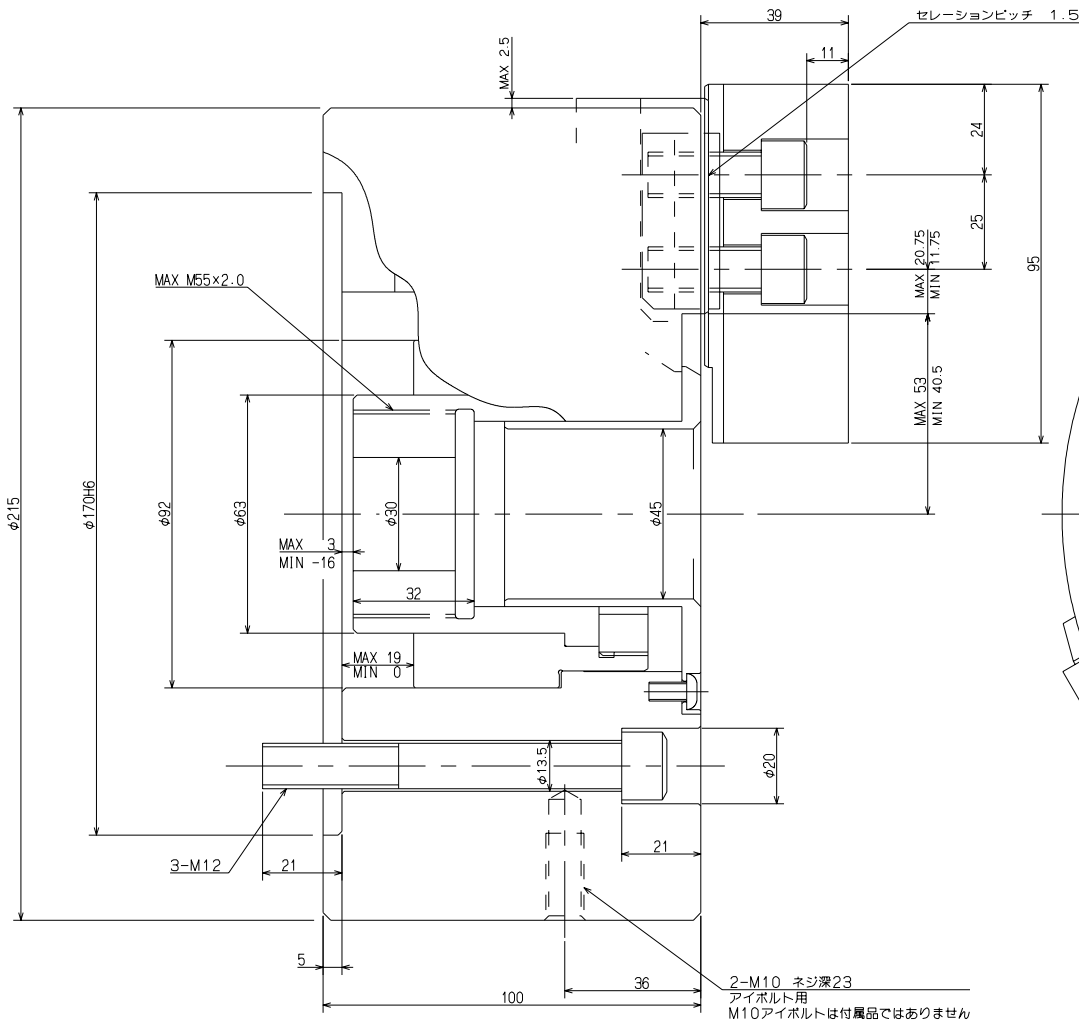 39
セレーションピッチ 1.5
MAX 2.5
11
24
25
MAX 20.75
MIN 11.75
95
MAX M55×2.0
MAX 53
MIN 40.5
φ215
φ170H6
φ92
φ63
φ30
φ45
MAX 3
MIN -16
32
MAX 19
MIN 0
φ13.5
φ20
3-M12
21
21
5
36
100
2-M10 ネジ深23
アイボルト用
M10アイボルトは付属品ではありません